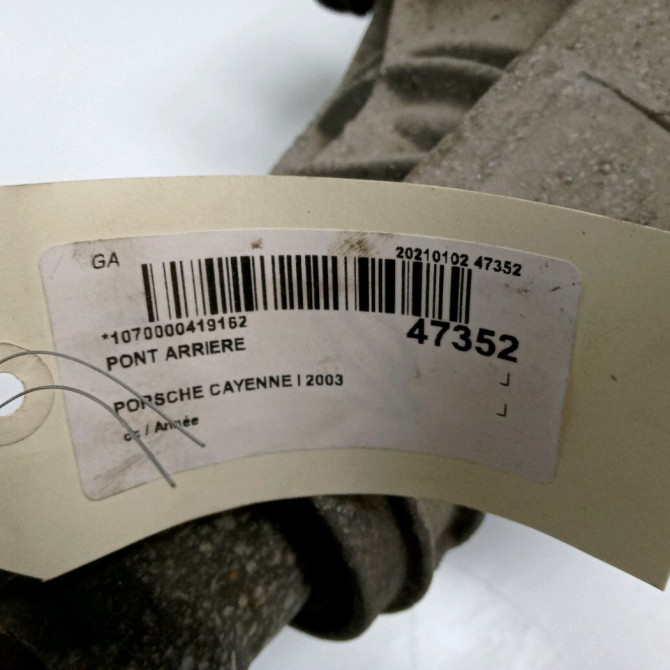 GA
20210102 47352
*1070000419162
47352
PONT ARRIERE
PORSCHE CAYENNE I 2003
cc / Année